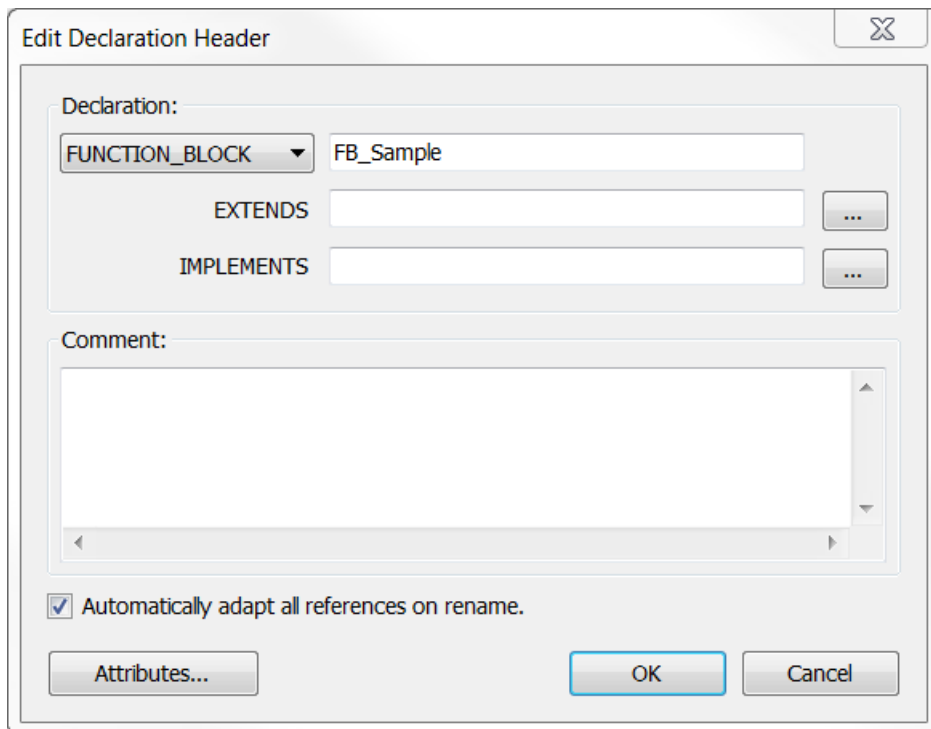 Edit Declaration Header
Declaration:
FUNCTION_BLOCK FB_Sample
EXTENDS ...
IMPLEMENTS ...
Comment:
Automatically adapt all references on rename.
Attributes... OK Cancel